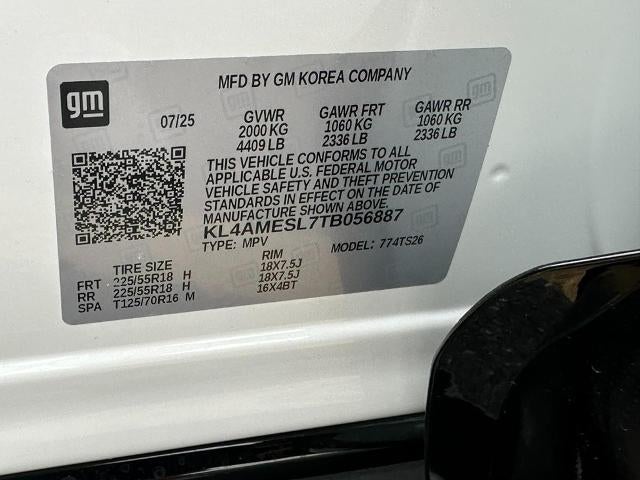 MFD BY GM KOREA COMPANY
gm
07/25 GVWR GAWR FRT GAWR RR
2000 KG 1060 KG 1060 KG
4409 LB 2336 LB 2336 LB
THIS VEHICLE CONFORMS TO ALL
APPLICABLE U.S. FEDERAL MOTOR
VEHICLE SAFETY AND THEFT PREVENTION
STANDARDS IN EFFECT ON THE DATE OF
MANUFACTURE SHOWN ABOVE.
KL4AMESL7TB056887
TYPE: MPV MODEL: 774TS26
TIRE SIZE RIM
FRT 225/55R18 H 18X7.5J
RR 225/55R18 H 18X7.5J
SPA T125/70R16 M 16X4BT